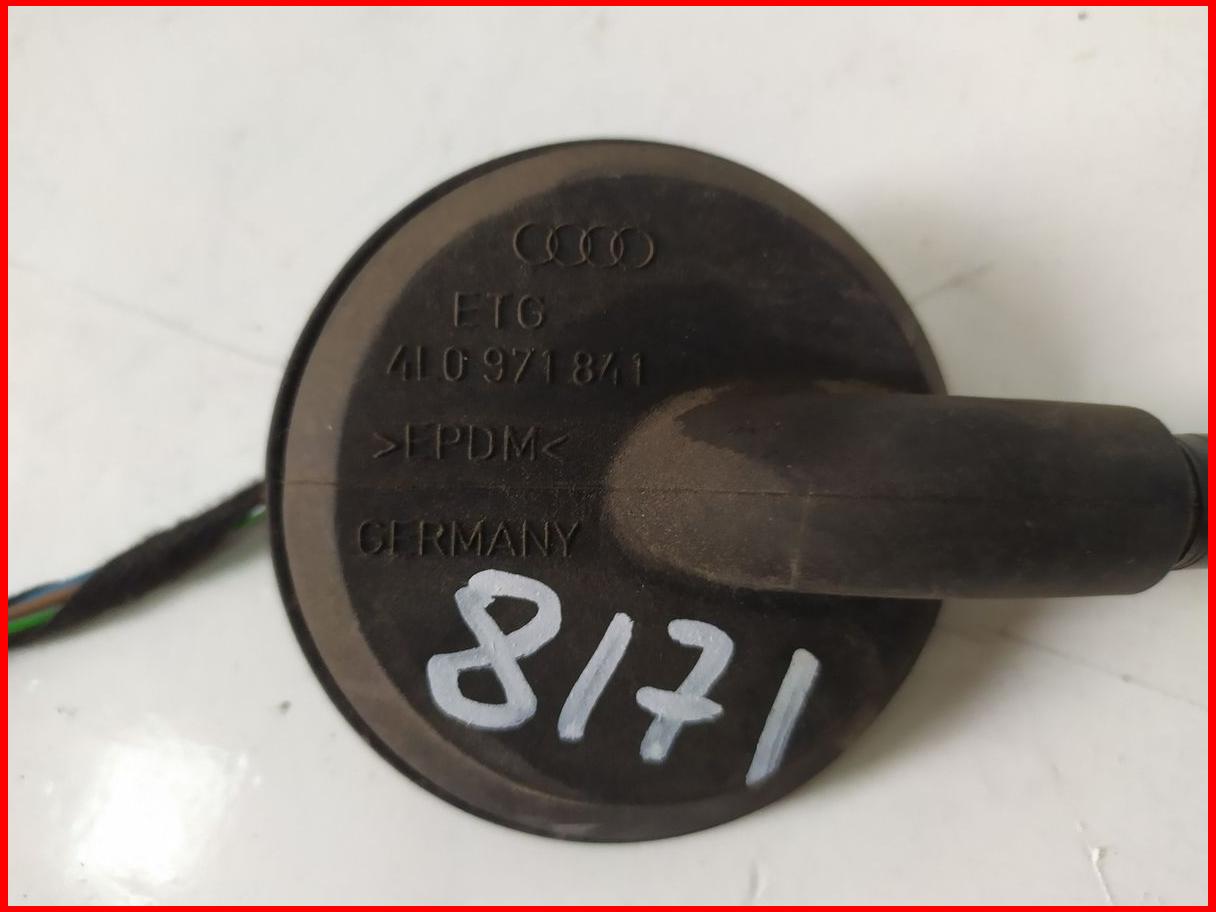 ETG
4L0 971 841
>EPDM<
GERMANY
8171